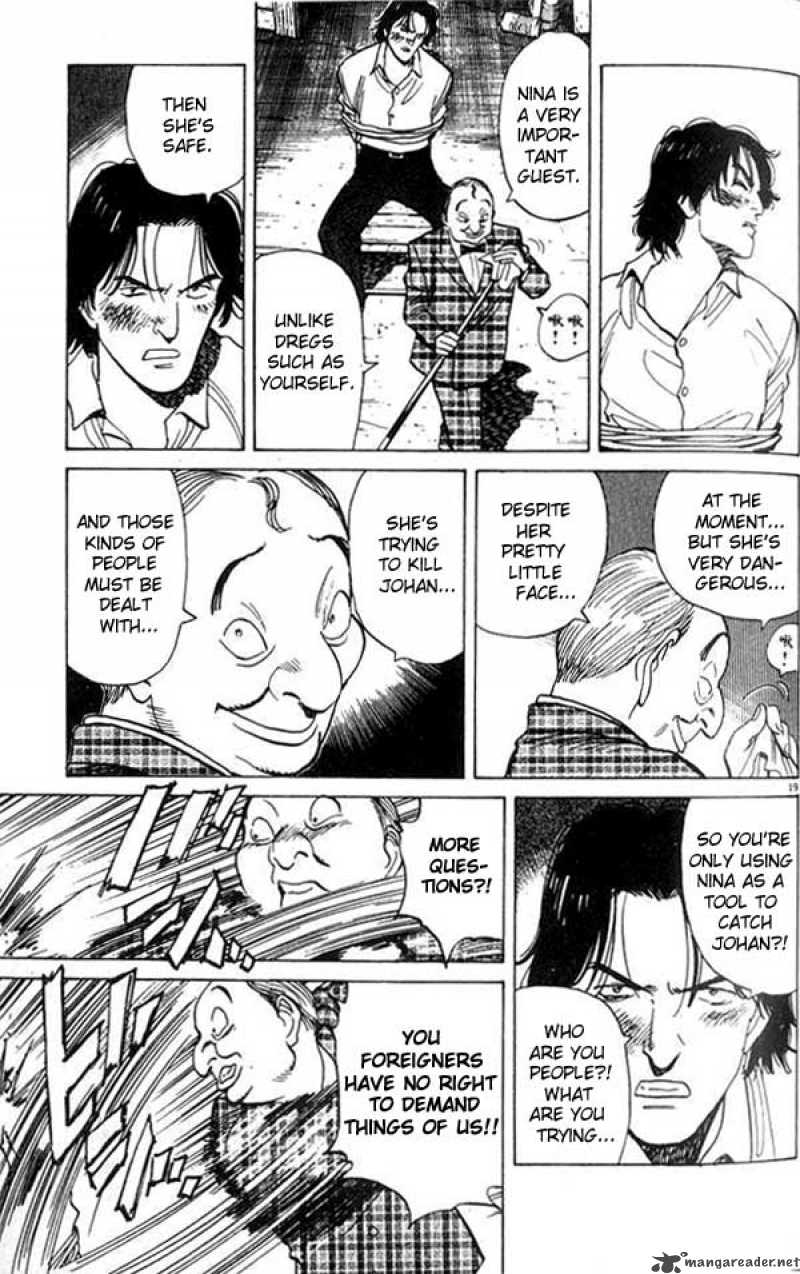 NINA IS
A VERY
IMPOR-
TANT
GUEST.
UNLIKE
DREGS
SUCH AS
YOURSELF.
THEN
SHE'S
SAFE.
AT THE
MOMENT...
BUT SHE'S
VERY DAN-
GEROUS...
DESPITE
HER
PRETTY
LITTLE
FACE...
SHE'S
TRYING
TO KILL
JOHAN...
AND THOSE
KINDS OF
PEOPLE
MUST BE
DEALT
WITH...
19
SO YOU'RE
ONLY USING
NINA AS A
TOOL TO
CATCH
JOHAN?!
WHO
ARE YOU
PEOPLE?!
WHAT
ARE YOU
TRYING...
MORE
QUES-
TIONS?!
YOU
FOREIGNERS
HAVE NO RIGHT
TO DEMAND
THINGS OF US!!
mangareader.net